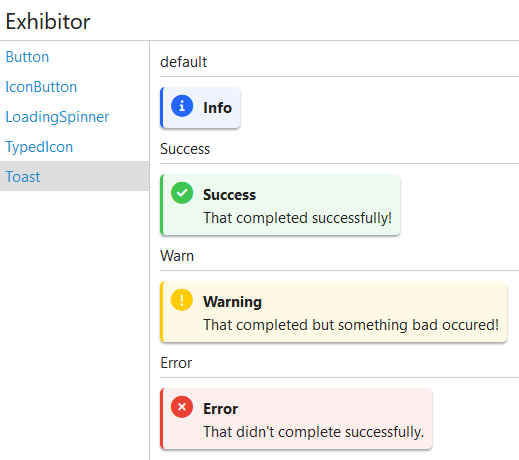 Exhibitor
Button
IconButton
LoadingSpinner
TypedIcon
Toast
default
Info
Success
Success
That completed successfully!
Warn
Warning
That completed but something bad occured!
Error
Error
That didn't complete successfully.